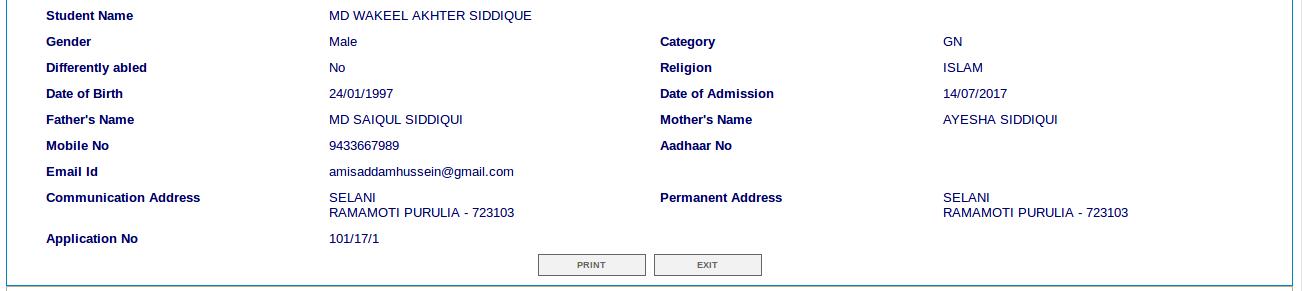 Student Name MD WAKEEL AKHTER SIDDIQUE
Gender Male Category GN
Differently abled No Religion ISLAM
Date of Birth 24/01/1997 Date of Admission 14/07/2017
Father's Name MD SAIQUL SIDDIQUI Mother's Name AYESHA SIDDIQUI
Mobile No 9433667989 Aadhaar No
Email Id amisaddamhussein@gmail.com
Communication Address SELANI Permanent Address SELANI
RAMAMOTI PURULIA - 723103 RAMAMOTI PURULIA - 723103
Application No 101/17/1
PRINT EXIT